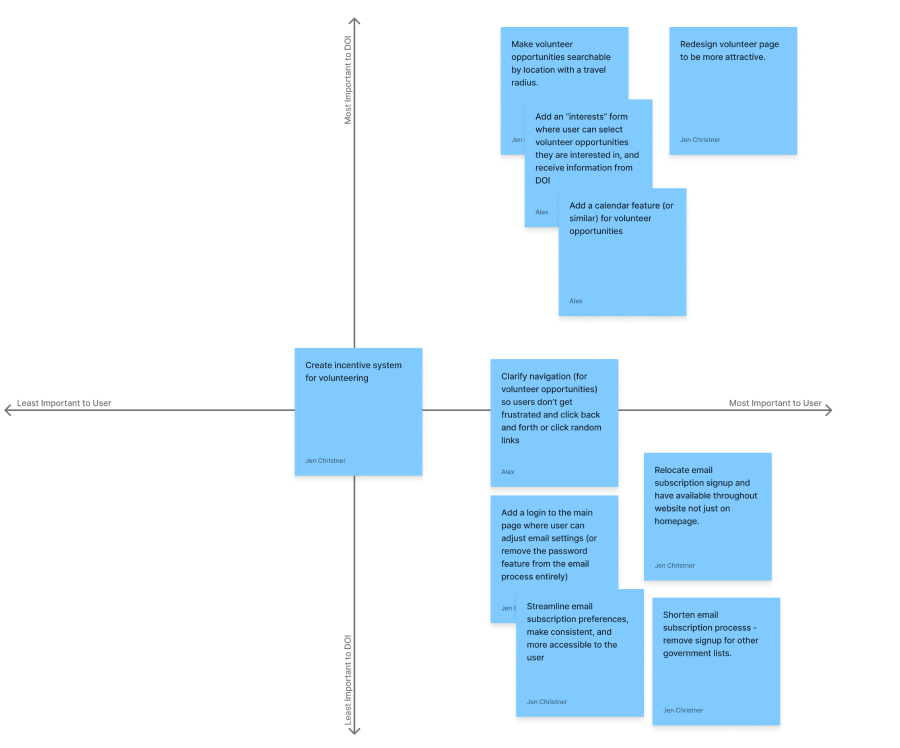 Most Important to DOI
Make volunteer
opportunities searchable
by location with a travel
radius.
Jen
Redesign volunteer page
to be more attractive.
Jen Christner
Add an “interests” form
where user can select
volunteer opportunities
they are interested in, and
receive information from
DOI
Alex
Add a calendar feature (or
similar) for volunteer
opportunities
Alex
Create incentive system
for volunteering
Jen Christner
Least Important to User
Most Important to User
Clarify navigation (for
volunteer opportunities)
so users don’t get
frustrated and click back
and forth or click random
links
Alex
Relocate email
subscription signup and
have available throughout
website not just on
homepage.
Jen Christner
Add a login to the main
page where user can
adjust email settings (or
remove the password
feature from the email
process entirely)
Jen C
Streamline email
subscription preferences,
make consistent, and
more accessible to the
user
Jen Christner
Shorten email
subscription processs -
remove signup for other
government lists.
Jen Christner
Least Important to DOI